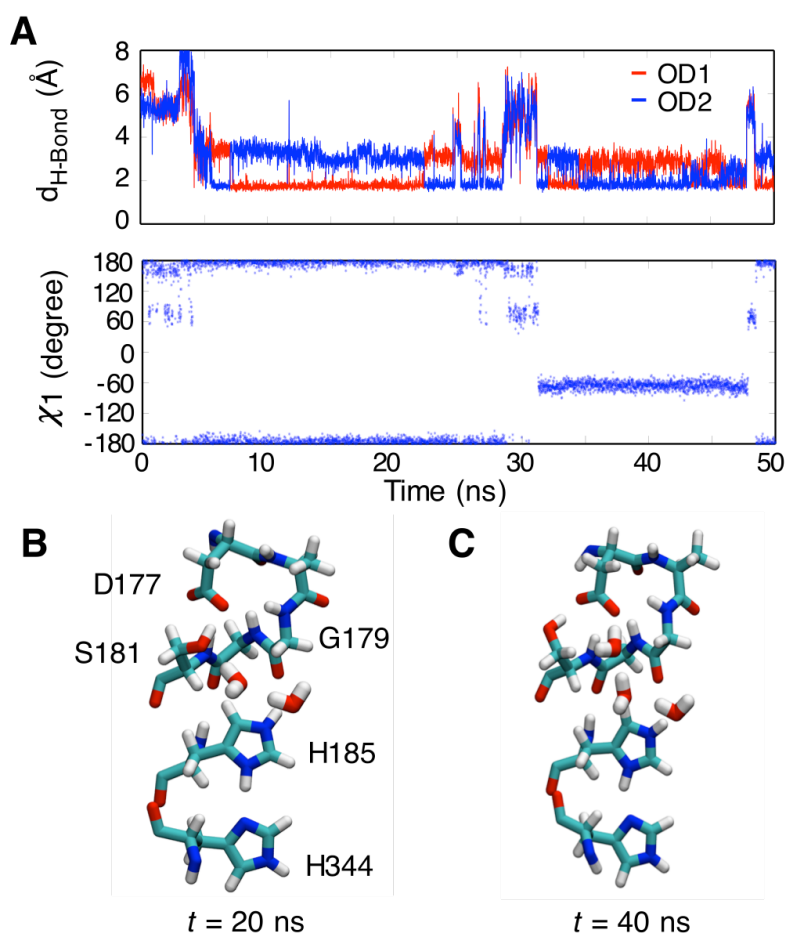 A
8
6
4
2
0
d H-Bond (Å)
OD1
OD2
180
120
60
0
-60
-120
-180
χ1 (degree)
0 10 20 30 40 50
Time (ns)
B
C
D177
S181
G179
H185
H344
t = 20 ns
t = 40 ns